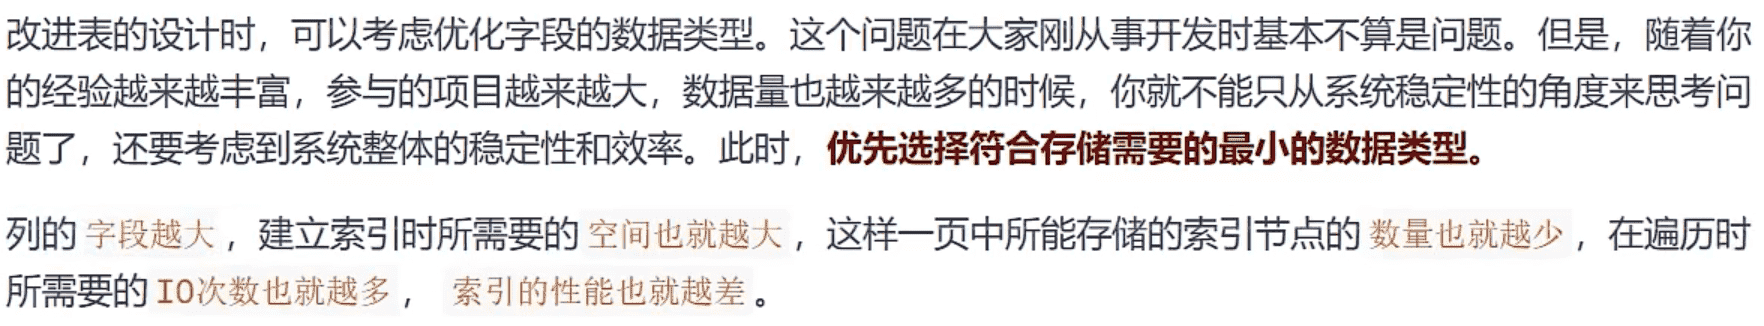 改进表的设计时，可以考虑优化字段的数据类型。这个问题在大家刚从事开发时基本不算是问题。但是，随着你
的经验越来越丰富，参与的项目越来越大，数据量也越来越多的时候，你就不能只从系统稳定性的角度来思考问
题了，还要考虑到系统整体的稳定性和效率。此时，优先选择符合存储需要的最小的数据类型。
列的 字段越大 ，建立索引时所需要的 空间也就越大 ，这样一页中所能存储的索引节点的 数量也就越少 ，在遍历时
所需要的 IO次数也就越多 ， 索引的性能也就越差 。